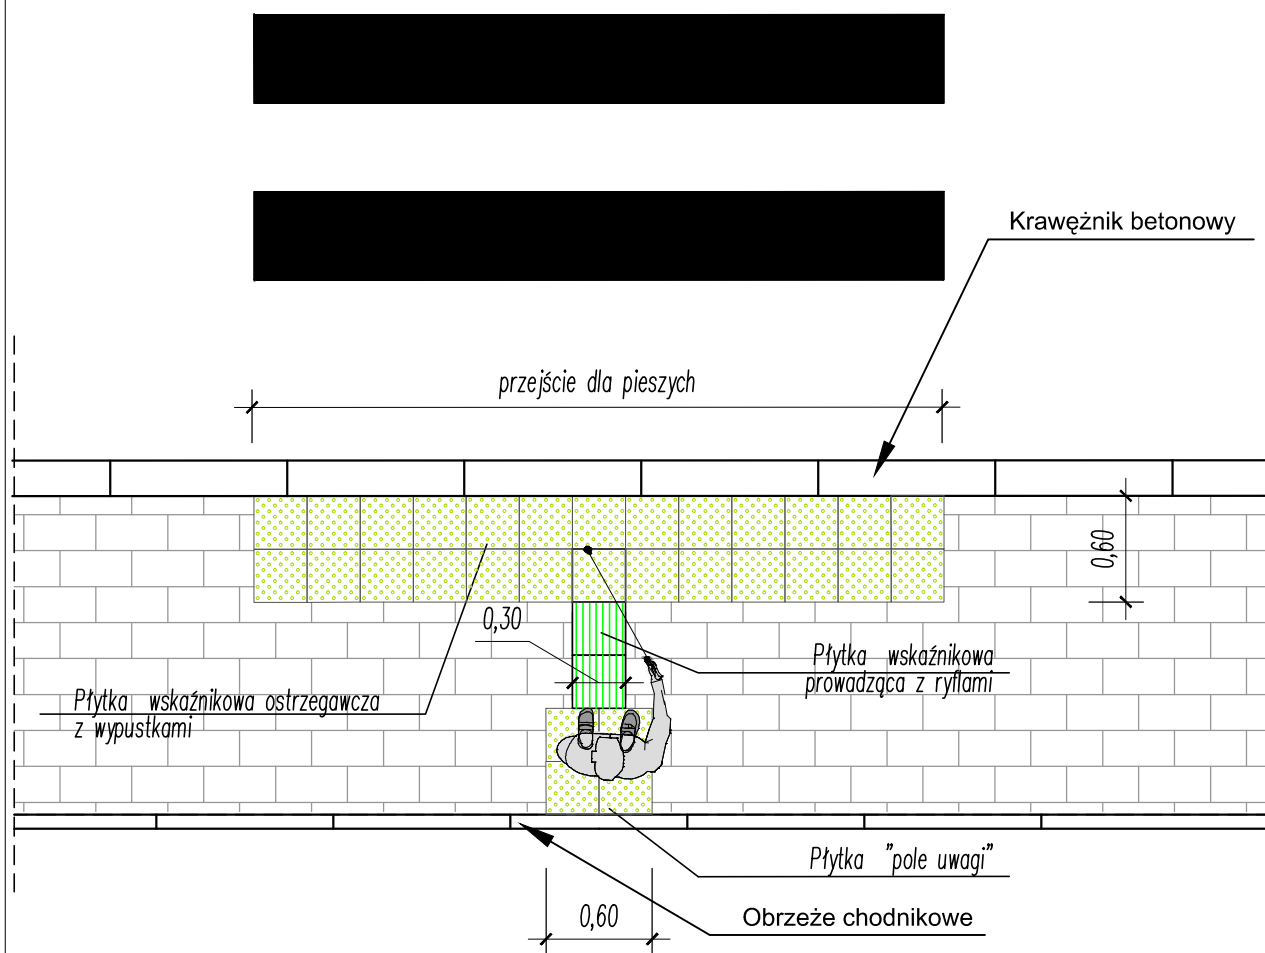 Krawężnik betonowy
przejście dla pieszych
0,60
0,30
Płytka wskaźnikowa
prowadząca z ryflami
Płytka wskaźnikowa ostrzegawcza
z wypustkami
Płytka "pole uwagi"
0,60
Obrzeże chodnikowe